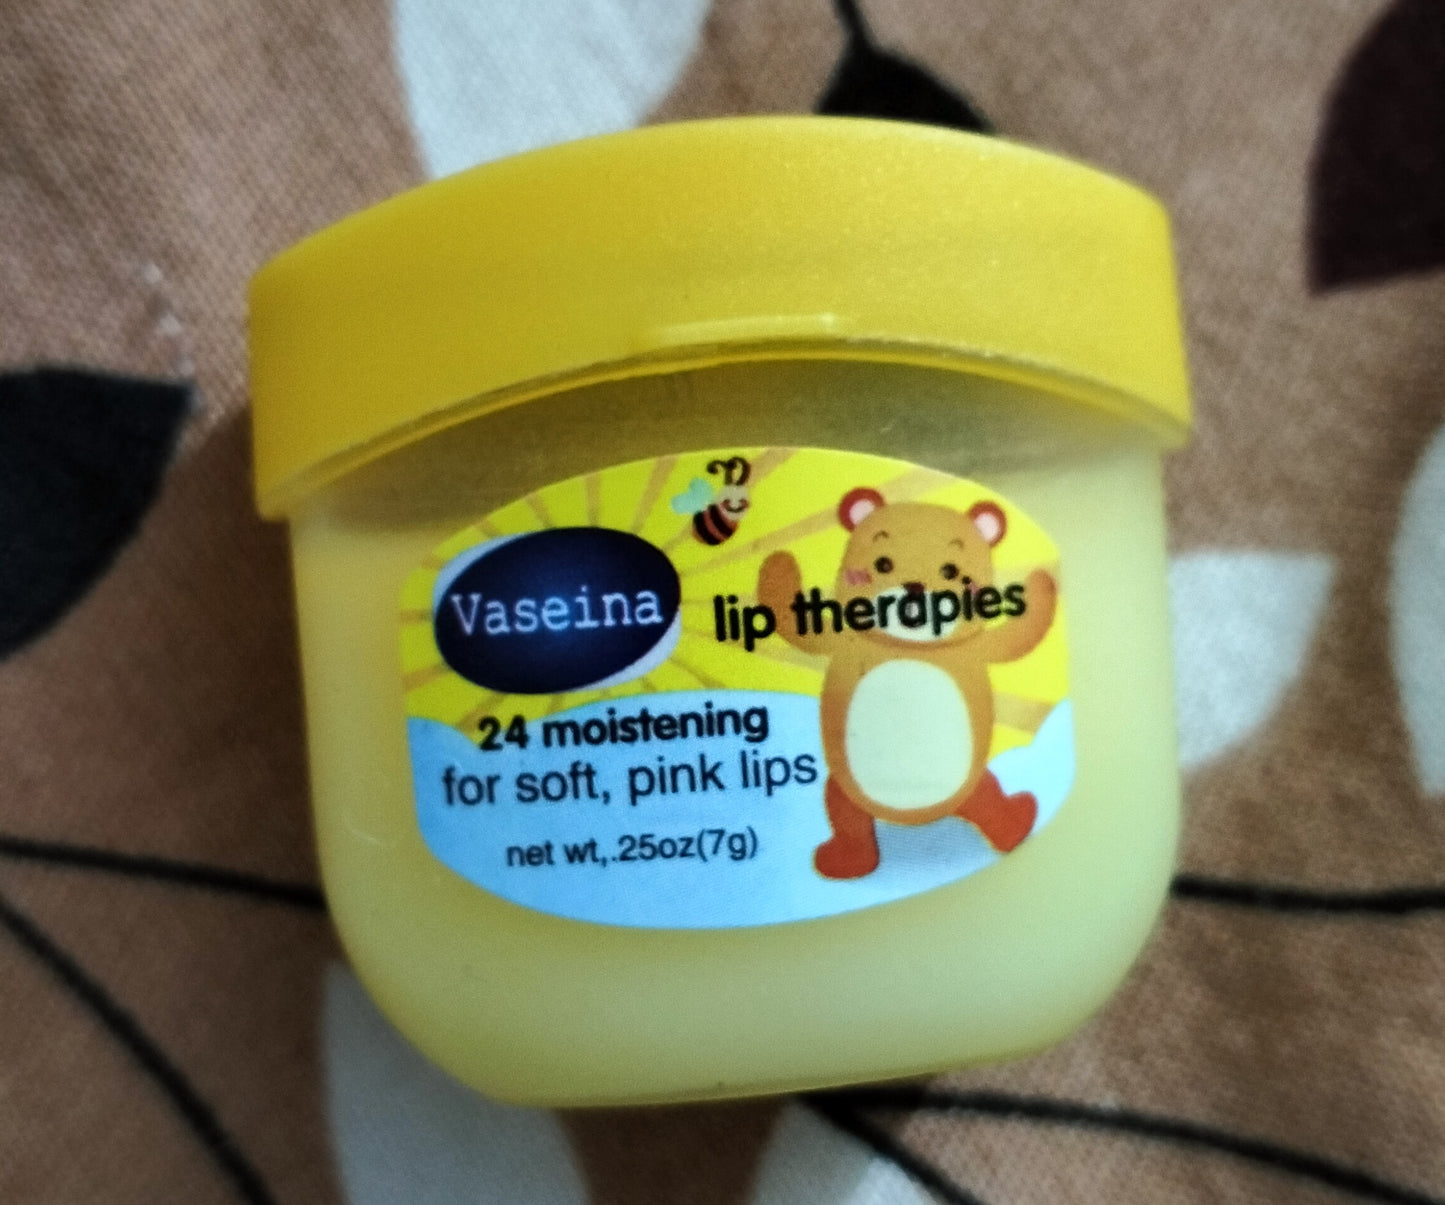 Vaseina
lip therapies
24 moistening
for soft, pink lips
net wt,.25oz(7g)